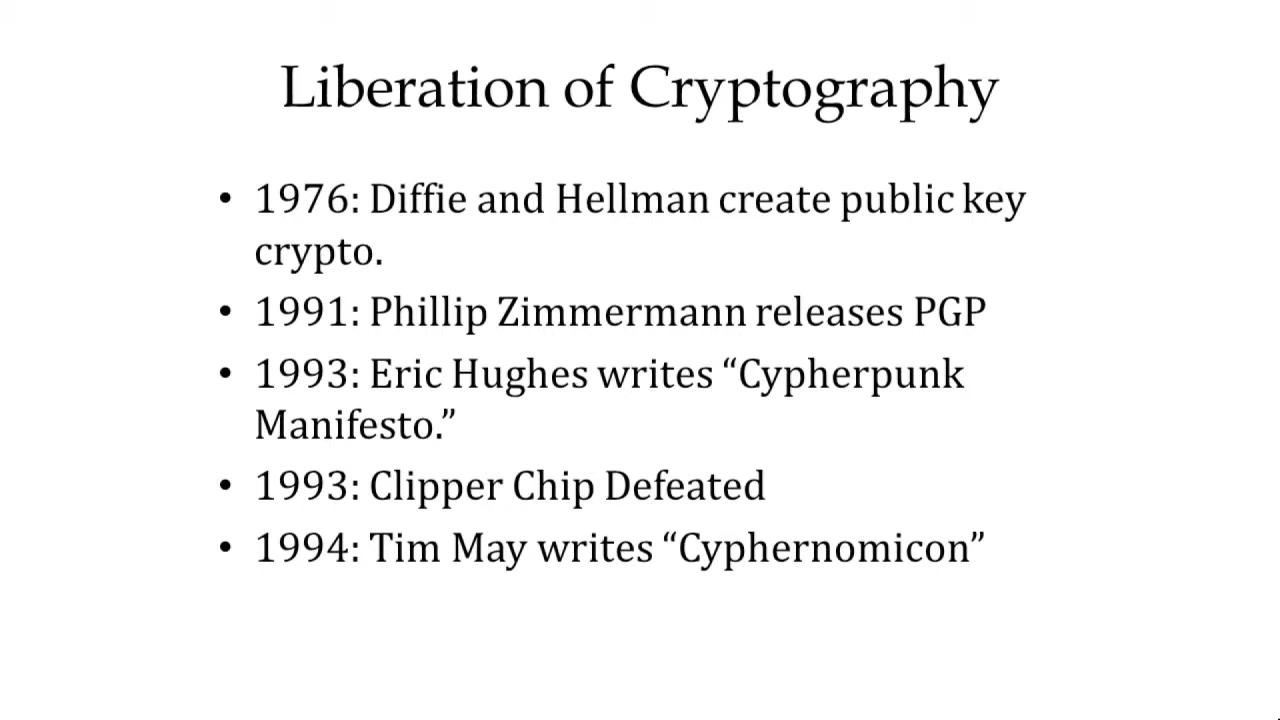 Liberation of Cryptography
• 1976: Diffie and Hellman create public key
crypto.
• 1991: Phillip Zimmermann releases PGP
• 1993: Eric Hughes writes “Cypherpunk
Manifesto.”
• 1993: Clipper Chip Defeated
• 1994: Tim May writes “Cyphernomicon”